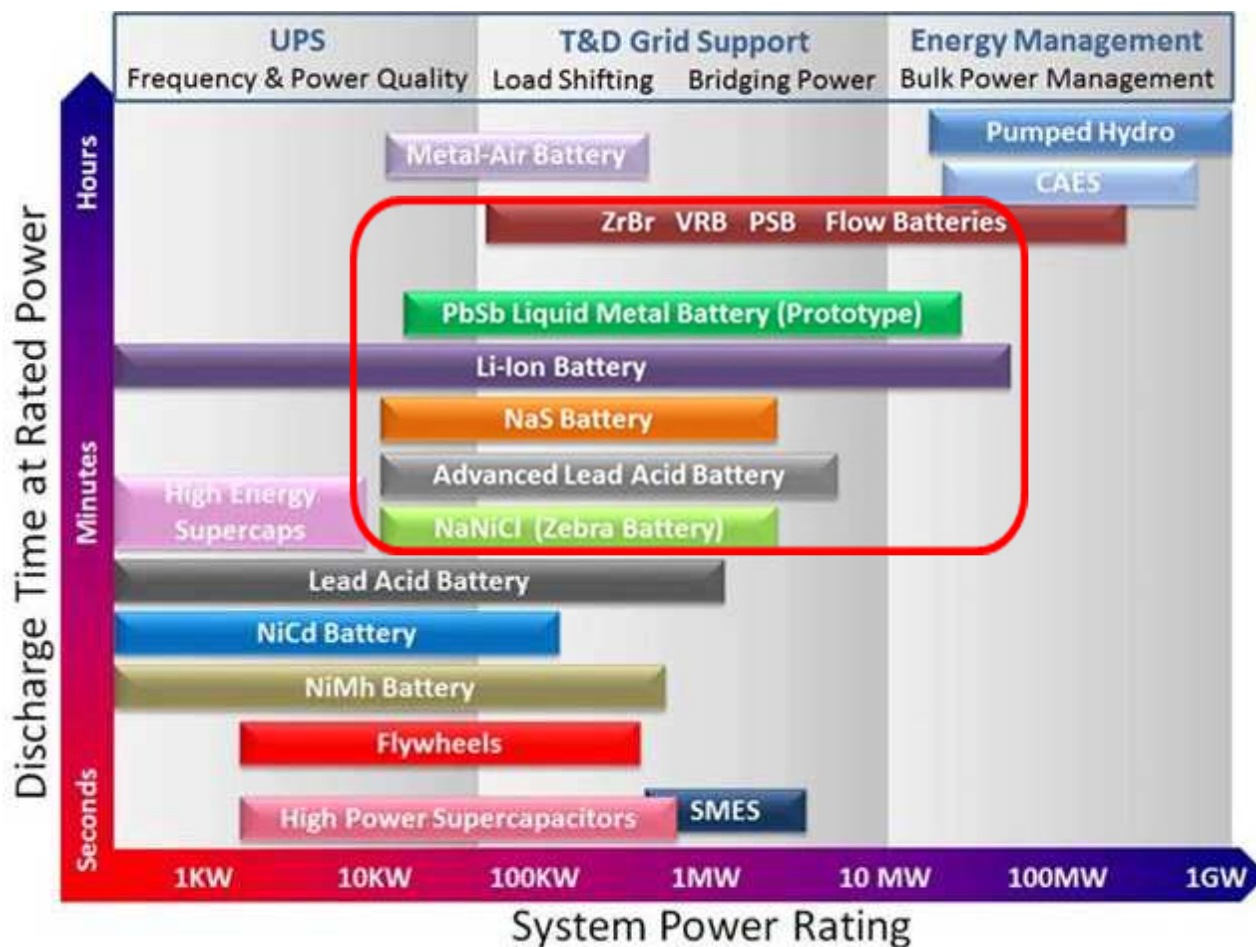 UPS
T&D Grid Support
Energy Management
Frequency & Power Quality
Load Shifting
Bridging Power
Bulk Power Management
Discharge Time at Rated Power
Hours
Minutes
Seconds
Pumped Hydro
Metal-Air Battery
CAES
ZrBr VRB PSB Flow Batteries
PbSb Liquid Metal Battery (Prototype)
Li-Ion Battery
NaS Battery
Advanced Lead Acid Battery
High Energy
Supercaps
NaNiCl (Zebra Battery)
Lead Acid Battery
NiCd Battery
NiMh Battery
Flywheels
High Power Supercapacitors
SMES
1KW
10KW
100KW
1MW
10 MW
100MW
1GW
System Power Rating